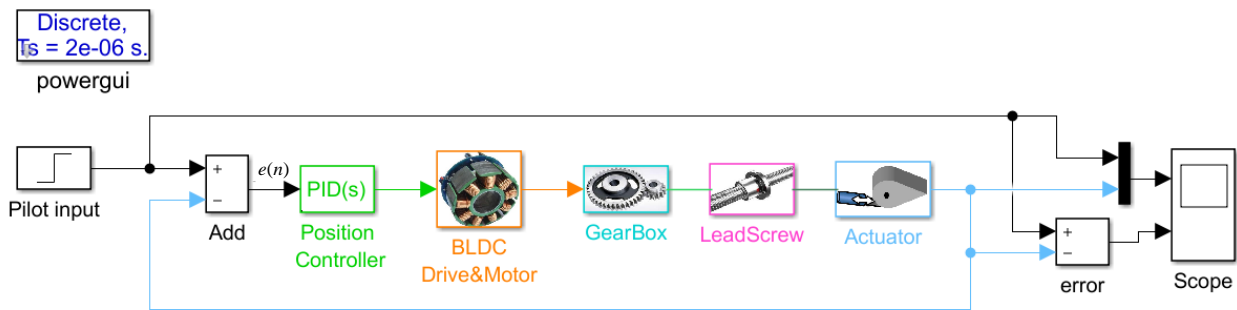 Discrete,
Ts = 2e-06 s.
powergui
Pilot input
+
−
Add
e(n)
PID(s)
Position
Controller
BLDC
Drive&Motor
GearBox
LeadScrew
Actuator
+
−
error
Scope